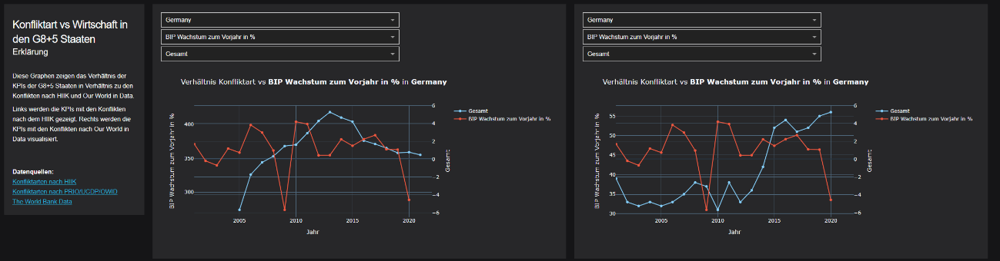 Konfliktart vs Wirtschaft in
den G8+5 Staaten
Erklärung
Diese Graphen zeigen das Verhältnis der
KPIs der G8+5 Staaten in Verhältnis zu den
Konflikten nach HIIK und Our World in Data.
Links werden die KPIs mit den Konflikten
nach dem HIIK gezeigt. Rechts werden die
KPIs mit den Konflikten nach Our World in
Data visualisiert.
Datenquellen:
Konfliktarten nach HIIK
Konfliktarten nach PRIO/UCDP/OWID
The World Bank Data
Germany
BIP Wachstum zum Vorjahr in %
Gesamt
Verhältnis Konfliktart vs BIP Wachstum zum Vorjahr in % in Germany
BIP Wachstum zum Vorjahr in %
400
350
300
6
4
2
0
−2
−4
−6
Gesamt
2005
2010
2015
2020
Jahr
Gesamt
BIP Wachstum zum Vorjahr in %
Germany
BIP Wachstum zum Vorjahr in %
Gesamt
Verhältnis Konfliktart vs BIP Wachstum zum Vorjahr in % in Germany
BIP Wachstum zum Vorjahr in %
55
50
45
40
35
30
6
4
2
0
−2
−4
−6
Gesamt
2005
2010
2015
2020
Jahr
Gesamt
BIP Wachstum zum Vorjahr in %